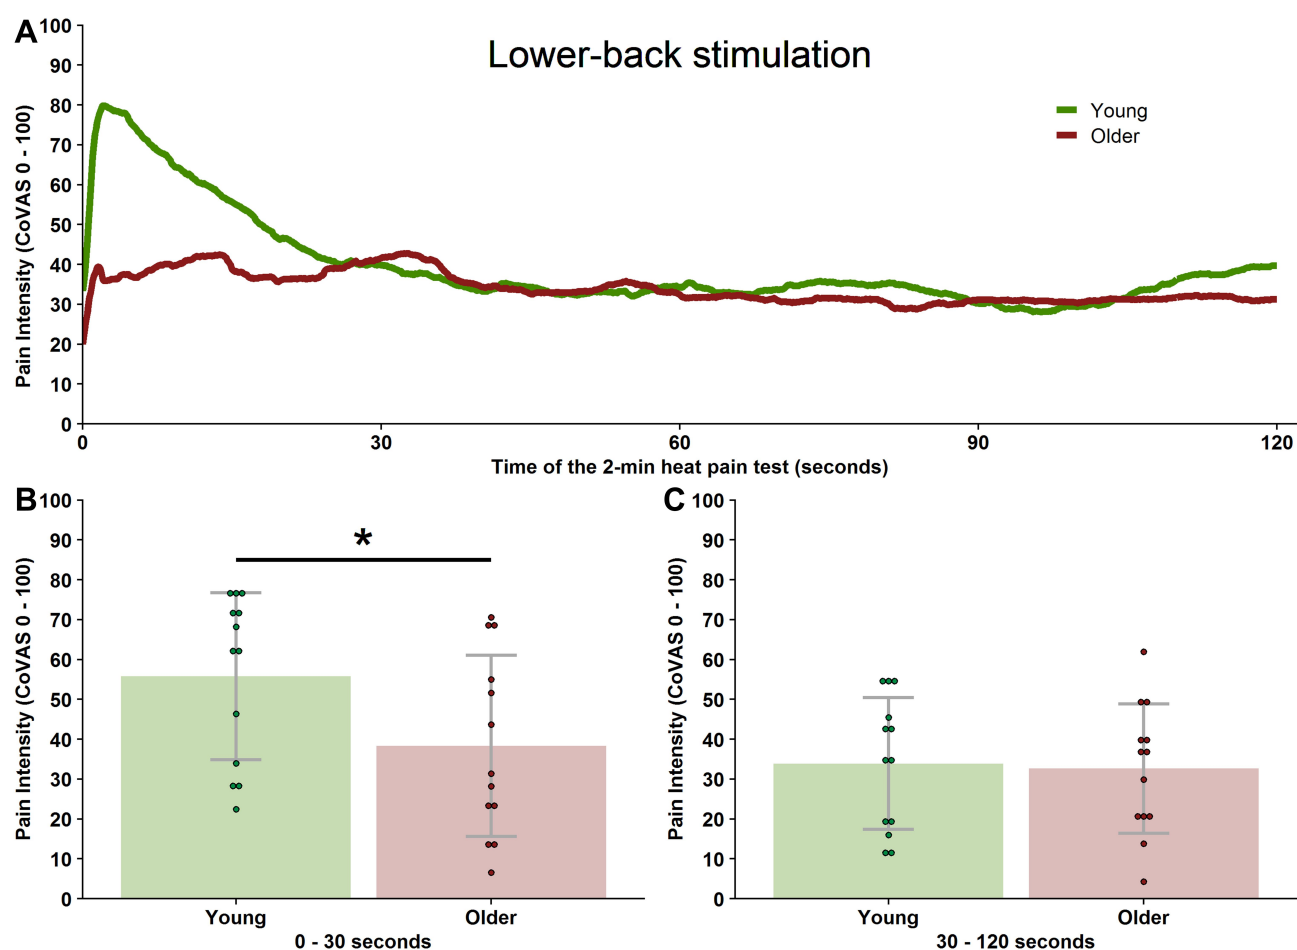 A
Lower-back stimulation
Pain Intensity (CoVAS 0 - 100)
100
90
80
70
60
50
40
30
20
10
0
Young
Older
0 30 60 90 120
Time of the 2-min heat pain test (seconds)
B
Pain Intensity (CoVAS 0 - 100)
100
90
80
70
60
50
40
30
20
10
0
*
Young Older
0 - 30 seconds
C
Pain Intensity (CoVAS 0 - 100)
100
90
80
70
60
50
40
30
20
10
0
Young Older
30 - 120 seconds